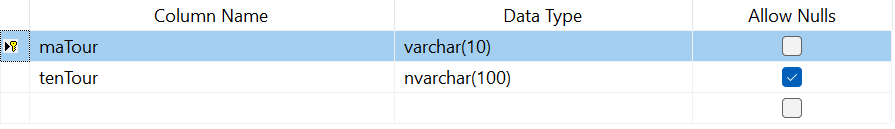 Column Name Data Type Allow Nulls
maTour varchar(10)
tenTour nvarchar(100)